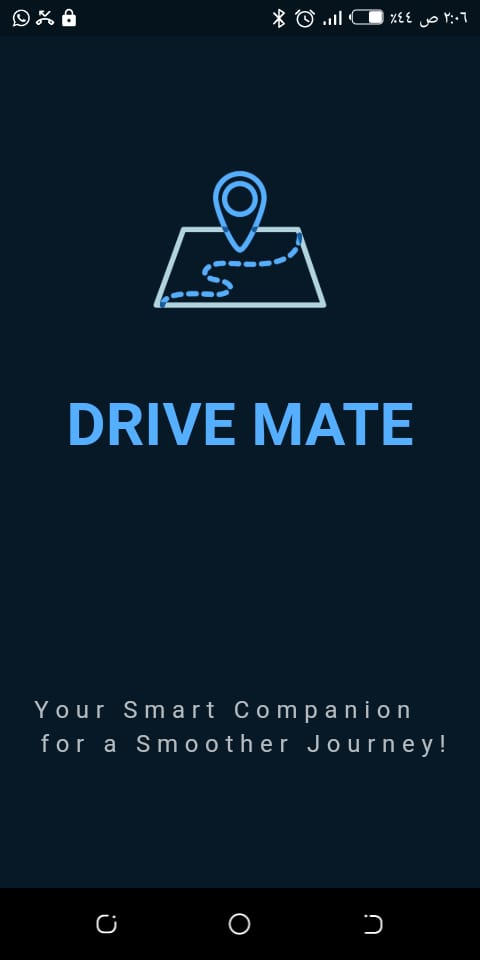 ٪٤٤ ص ٢:٠٦
DRIVE MATE
Your Smart Companion
for a Smoother Journey!